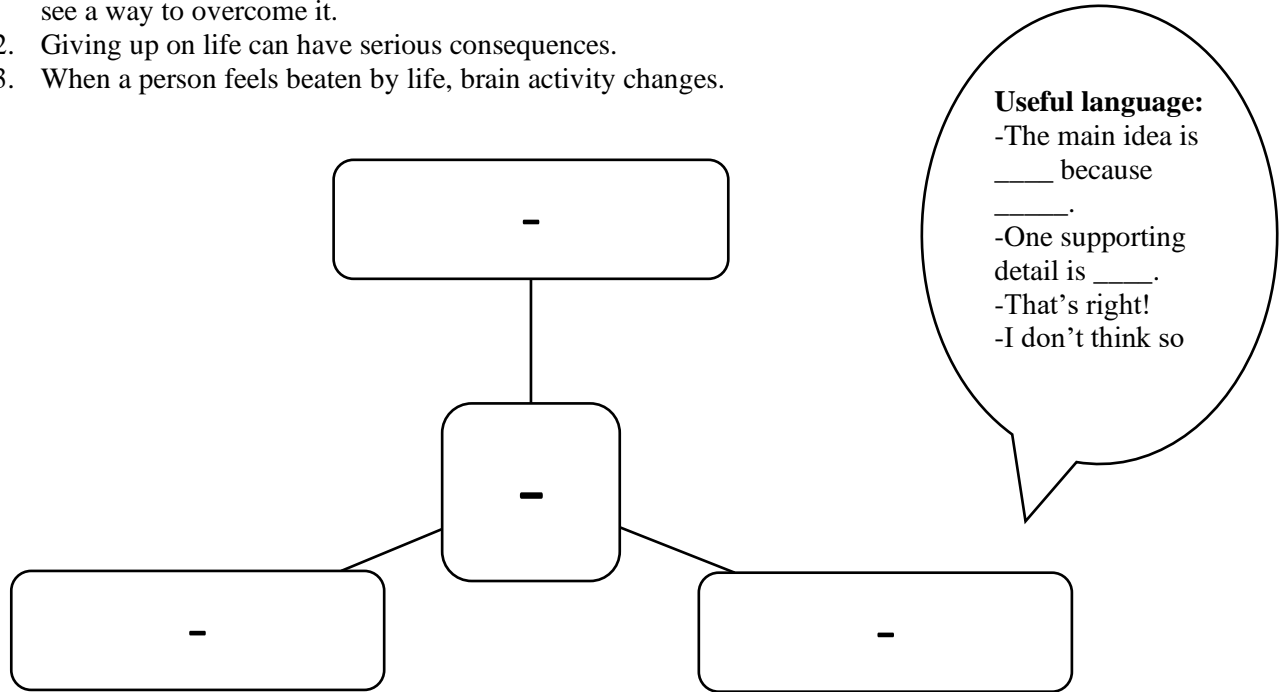 see a way to overcome it.
2. Giving up on life can have serious consequences.
3. When a person feels beaten by life, brain activity changes.
Useful language:
-The main idea is
____ because
_____.
-One supporting
detail is ____.
-That’s right!
-I don’t think so
-
-
-
-